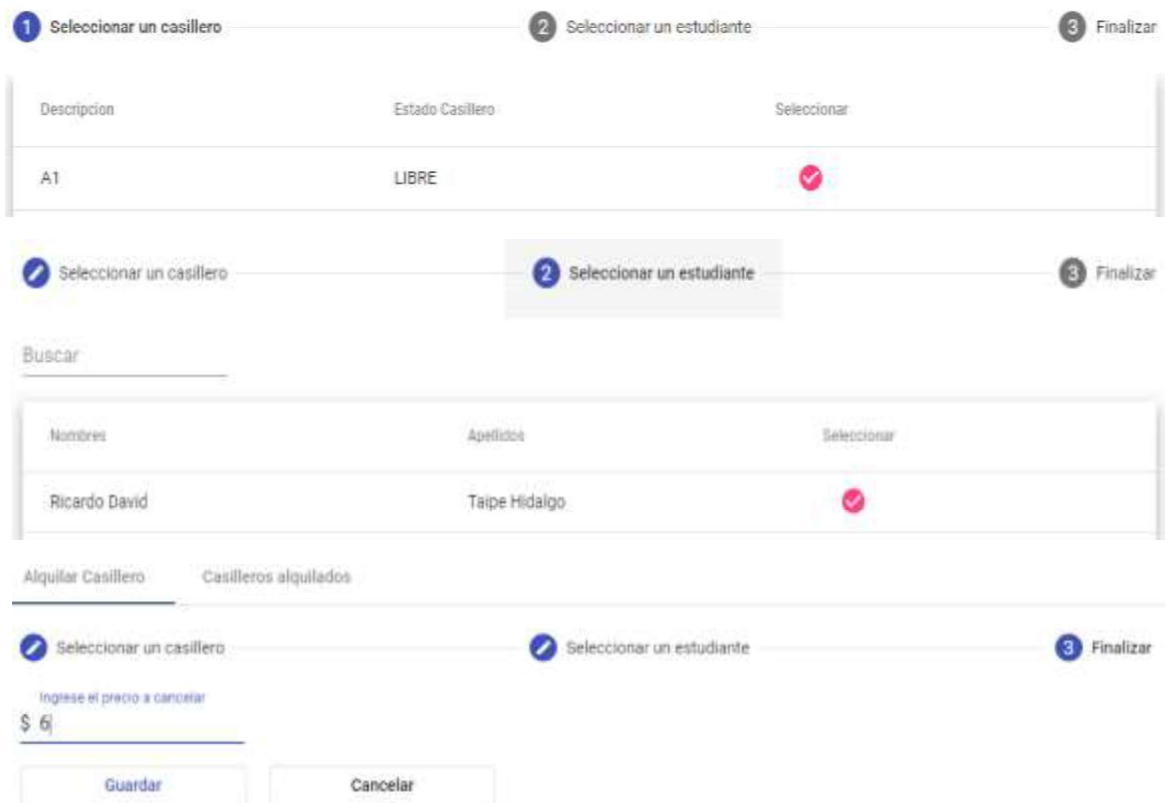 1 Seleccionar un casillero 2 Seleccionar un estudiante 3 Finalizar
Descripcion Estado Casillero Seleccionar
A1 LIBRE
Seleccionar un casillero 2 Seleccionar un estudiante 3 Finalizar
Buscar
Nombres Apellidos Seleccionar
Ricardo David Taipe Hidalgo
Alquilar Casillero Casilleros alquilados
Seleccionar un casillero Seleccionar un estudiante 3 Finalizar
Ingrese el precio a cancelar
$ 6
Guardar Cancelar